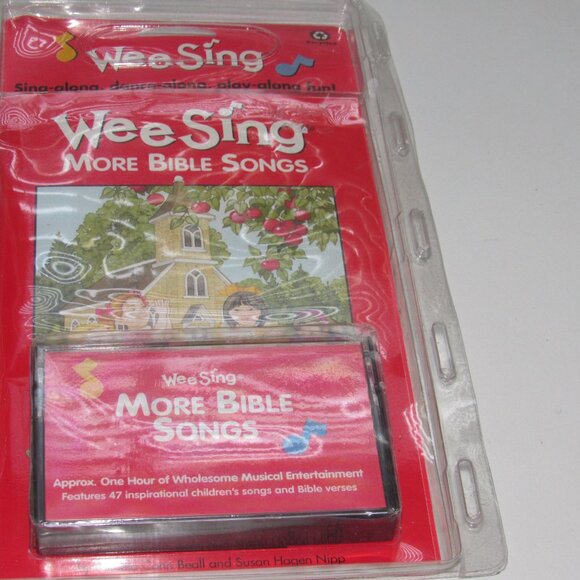 Wee Sing
Sing-along, dance-along, play-along fun!
Wee Sing®
MORE BIBLE SONGS
Wee Sing®
MORE BIBLE
SONGS
Approx. One Hour of Wholesome Musical Entertainment
Features 47 inspirational children's songs and Bible verses
Beall and Susan Hagen Nipp